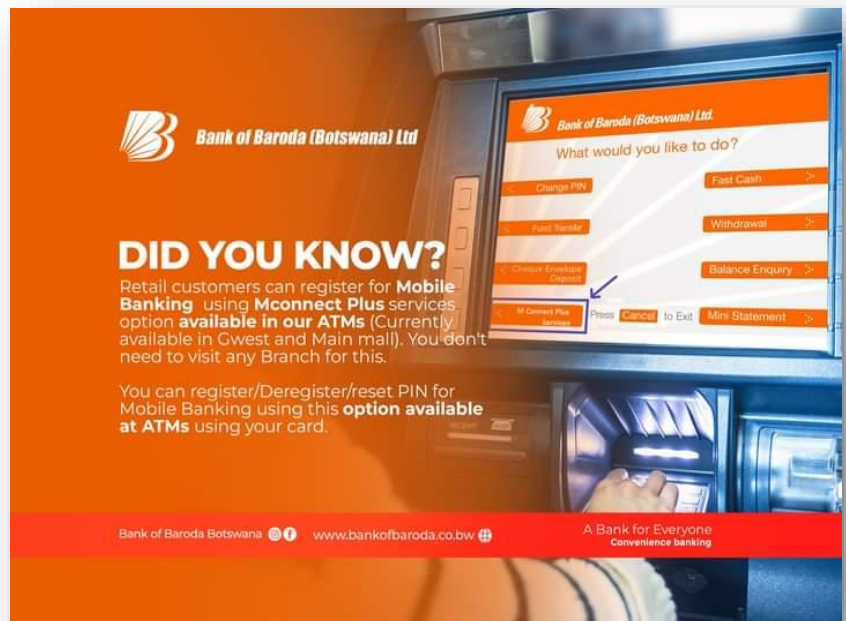 Bank of Baroda (Botswana) Ltd
DID YOU KNOW?
Retail customers can register for Mobile
Banking using Mconnect Plus services
option available in our ATMs (Currently
available in Gwest and Main mall). You don't
need to visit any Branch for this.
You can register/Deregister/reset PIN for
Mobile Banking using this option available
at ATMs using your card.
Bank of Baroda (Botswana) Ltd.
What would you like to do?
< Change PIN
Fast Cash >
< Fund Transfer
Withdrawal >
< Cheque Envelope
Deposit
Balance Enquiry >
< M Connect Plus
Services
Press Cancel to Exit
Mini Statement >
RECEIPT
Bank of Baroda Botswana
www.bankofbaroda.co.bw
A Bank for Everyone
Convenience banking